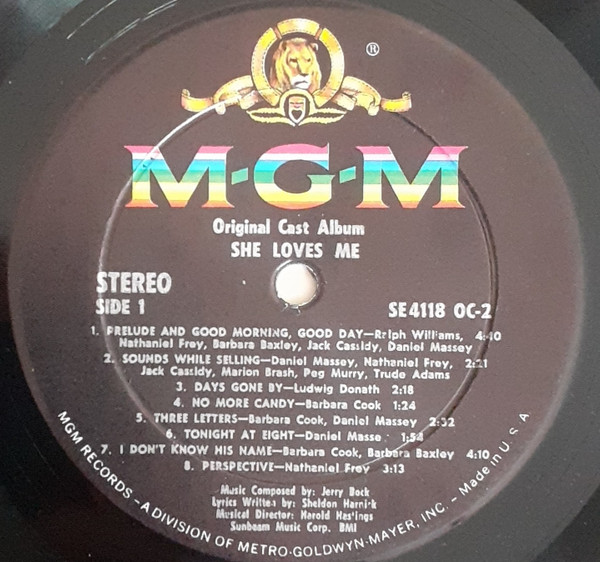 ®
M-G-M
Original Cast Album
SHE LOVES ME
STEREO
SIDE 1
SE4118 OC-2
1. PRELUDE AND GOOD MORNING, GOOD DAY—Ralph Williams, 4:40
Nathaniel Frey, Barbara Baxley, Jack Cassidy, Daniel Massey
2. SOUNDS WHILE SELLING—Daniel Massey, Nathaniel Frey, 2:21
Jack Cassidy, Marion Brash, Peg Murry, Trude Adams
3. DAYS GONE BY—Ludwig Donath 2:18
4. NO MORE CANDY—Barbara Cook 1:24
5. THREE LETTERS—Barbara Cook, Daniel Massey 2:32
6. TONIGHT AT EIGHT—Daniel Masse 1:54
7. I DON'T KNOW HIS NAME—Barbara Cook, Barbara Baxley 4:10
8. PERSPECTIVE—Nathaniel Frey 3:13
Music Composed by: Jerry Bock
Lyrics Written by: Sheldon Harnick
Musical Director: Harold Hastings
Sunbeam Music Corp. BMI
MGM RECORDS – A DIVISION OF METRO-GOLDWYN-MAYER, INC. – Made in U. S. A.